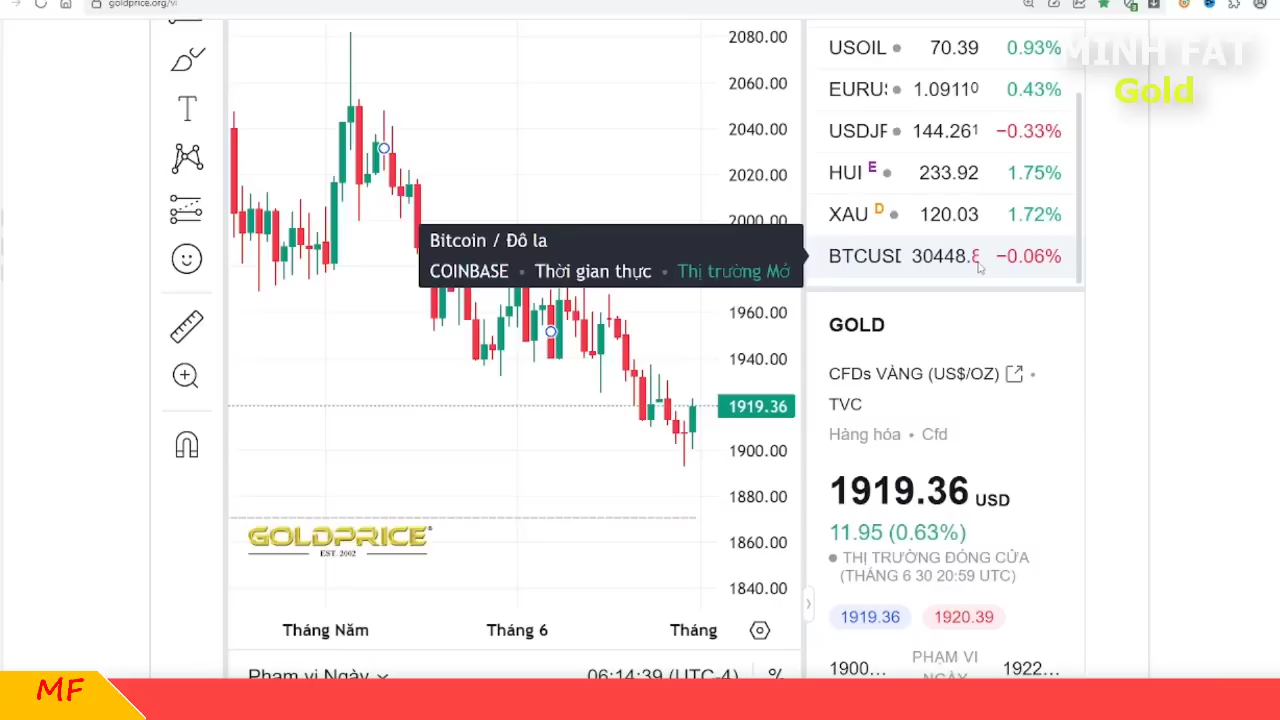 goldprice.org/vi
2080.00
2060.00
2040.00
2020.00
2000.00
1960.00
1940.00
1919.36
1900.00
1880.00
1860.00
1840.00
Bitcoin / Đô la
COINBASE • Thời gian thực • Thị trường Mở
GOLDPRICE
EST. 2002
Tháng Năm Tháng 6 Tháng
Phạm vi Ngày 06:14:39 (UTC-4) %
USOIL 70.39 0.93%
EURUS 1.09110 0.43%
USDJP 144.261 −0.33%
HUI E 233.92 1.75%
XAU D 120.03 1.72%
BTCUSD 30448.8 −0.06%
MINH FAT
Gold
GOLD
CFDs VÀNG (US$/OZ) •
TVC
Hàng hóa • Cfd
1919.36 USD
11.95 (0.63%)
THỊ TRƯỜNG ĐÓNG CỬA
(THÁNG 6 30 20:59 UTC)
1919.36 1920.39
1900… PHẠM VI NGÀY 1922…
MF